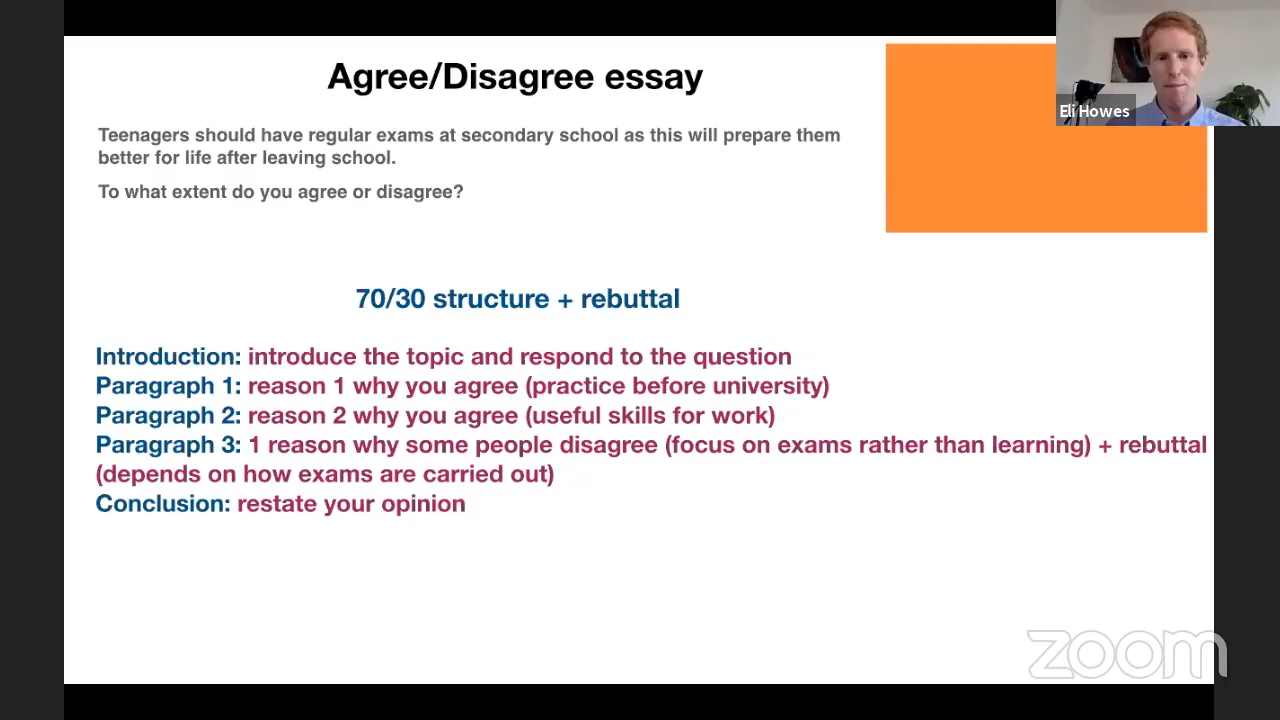 Agree/Disagree essay
Eli Howes
Teenagers should have regular exams at secondary school as this will prepare them
better for life after leaving school.
To what extent do you agree or disagree?
70/30 structure + rebuttal
Introduction: introduce the topic and respond to the question
Paragraph 1: reason 1 why you agree (practice before university)
Paragraph 2: reason 2 why you agree (useful skills for work)
Paragraph 3: 1 reason why some people disagree (focus on exams rather than learning) + rebuttal
(depends on how exams are carried out)
Conclusion: restate your opinion
zoom